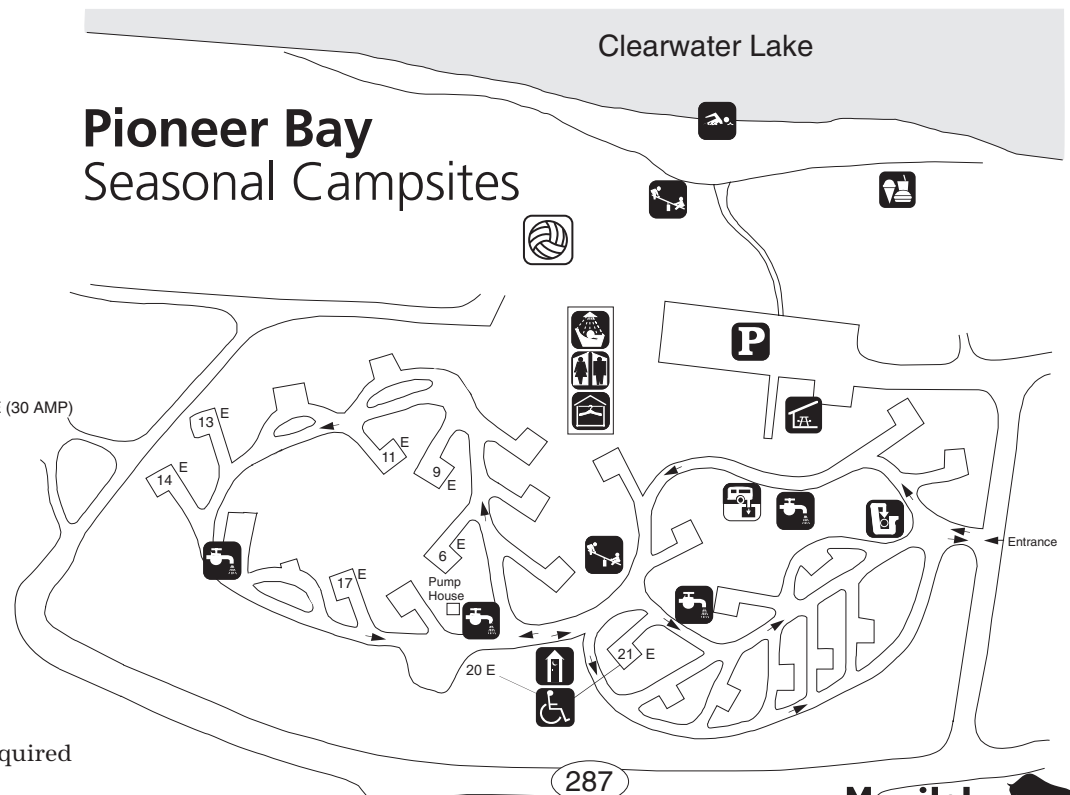 Clearwater Lake
Pioneer Bay
Seasonal Campsites
P
(30 AMP)
13 E
11 E
9 E
14 E
6 E
17 E
Pump
House
Entrance
21 E
20 E
quired
287